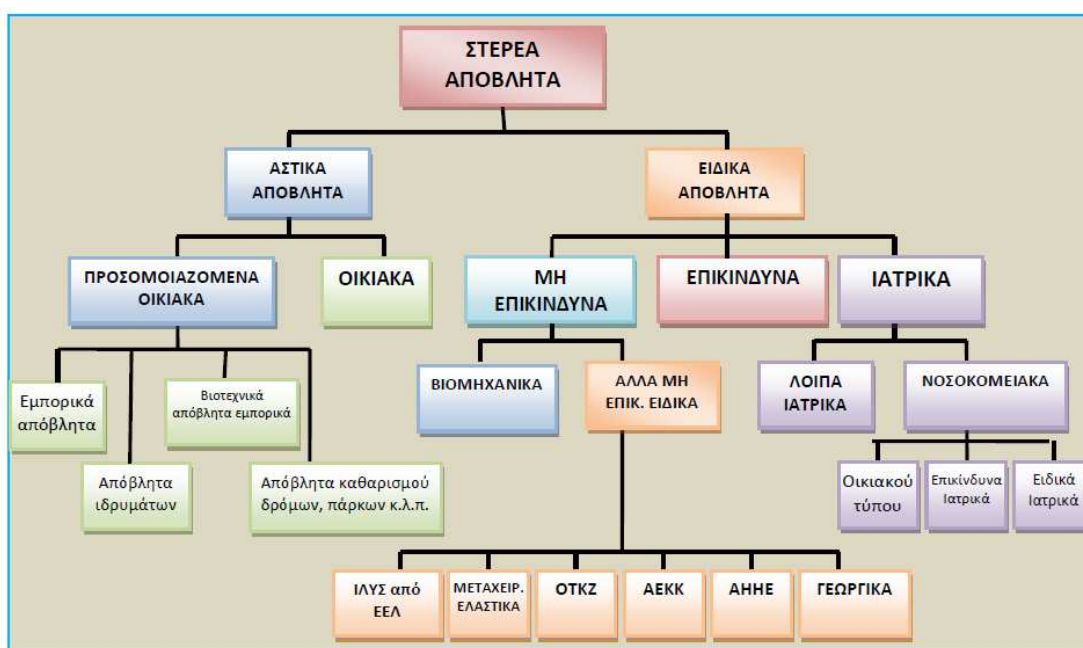 ΣΤΕΡΕΑ
ΑΠΟΒΛΗΤΑ
ΑΣΤΙΚΑ
ΑΠΟΒΛΗΤΑ
ΕΙΔΙΚΑ
ΑΠΟΒΛΗΤΑ
ΠΡΟΣΟΜΟΙΑΖΟΜΕΝΑ
ΟΙΚΙΑΚΑ
ΟΙΚΙΑΚΑ
ΜΗ
ΕΠΙΚΙΝΔΥΝΑ
ΕΠΙΚΙΝΔΥΝΑ
ΙΑΤΡΙΚΑ
Εμπορικά
απόβλητα
Βιοτεχνικά
απόβλητα εμπορικά
ΒΙΟΜΗΧΑΝΙΚΑ
ΑΛΛΑ ΜΗ
ΕΠΙΚ. ΕΙΔΙΚΑ
ΛΟΙΠΑ
ΙΑΤΡΙΚΑ
ΝΟΣΟΚΟΜΕΙΑΚΑ
Απόβλητα
ιδρυμάτων
Απόβλητα καθαρισμού
δρόμων, πάρκων κ.λ.π.
Οικιακού
τύπου
Επικίνδυνα
Ιατρικά
Ειδικά
Ιατρικά
ΙΛΥΣ από
ΕΕΛ
ΜΕΤΑΧΕΙΡ.
ΕΛΑΣΤΙΚΑ
ΟΤΚΖ
ΑΕΚΚ
ΑΗΗΕ
ΓΕΩΡΓΙΚΑ